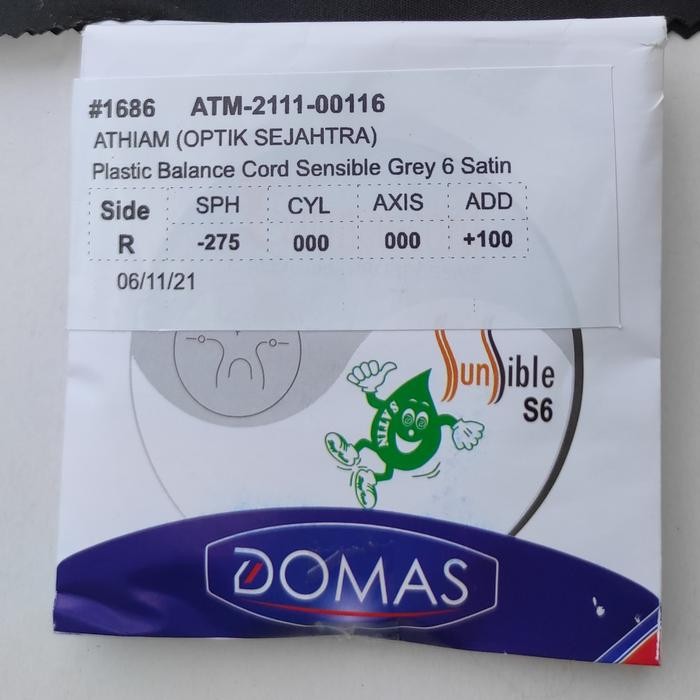 #1686 ATM-2111-00116
ATHIAM (OPTIK SEJAHTRA)
Plastic Balance Cord Sensible Grey 6 Satin
Side SPH CYL AXIS ADD
R -275 000 000 +100
06/11/21
SunSible
S6
SATIN
DOMAS